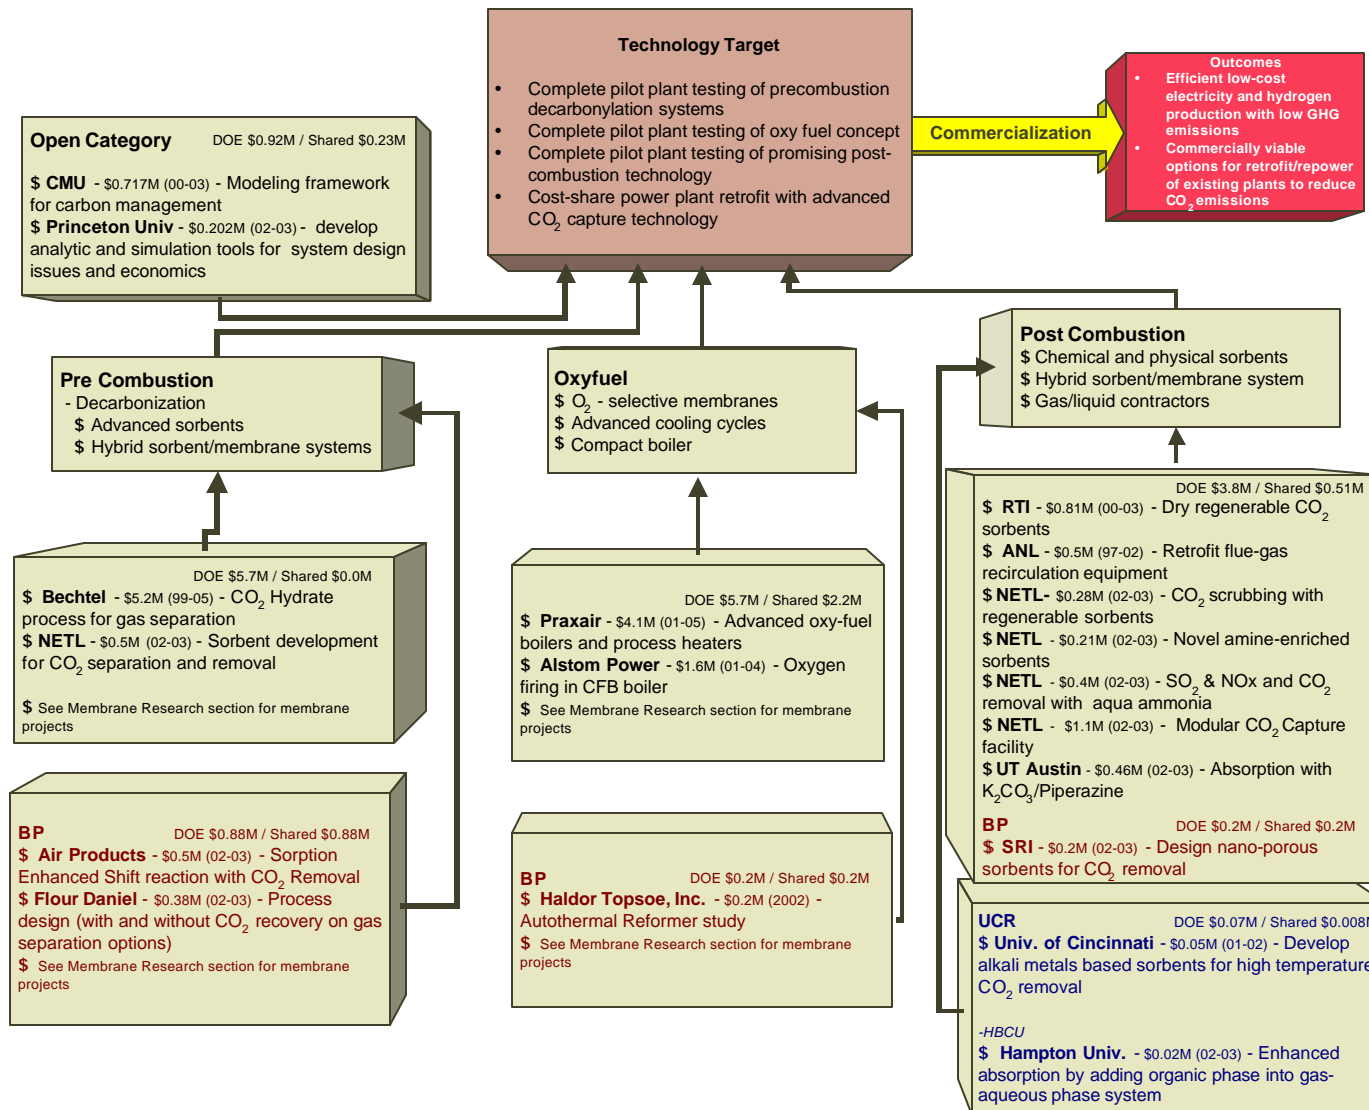 Technology Target
• Complete pilot plant testing of precombustion
decarbonylation systems
• Complete pilot plant testing of oxy fuel concept
• Complete pilot plant testing of promising post-
combustion technology
• Cost-share power plant retrofit with advanced
CO2 capture technology
Commercialization
Outcomes
• Efficient low-cost
electricity and hydrogen
production with low GHG
emissions
• Commercially viable
options for retrofit/repower
of existing plants to reduce
CO2 emissions
Open Category DOE $0.92M / Shared $0.23M
$ CMU - $0.717M (00-03) - Modeling framework
for carbon management
$ Princeton Univ - $0.202M (02-03) - develop
analytic and simulation tools for system design
issues and economics
Pre Combustion
- Decarbonization
$ Advanced sorbents
$ Hybrid sorbent/membrane systems
Oxyfuel
$ O2 - selective membranes
$ Advanced cooling cycles
$ Compact boiler
Post Combustion
$ Chemical and physical sorbents
$ Hybrid sorbent/membrane system
$ Gas/liquid contractors
DOE $5.7M / Shared $0.0M
$ Bechtel - $5.2M (99-05) - CO2 Hydrate
process for gas separation
$ NETL - $0.5M (02-03) - Sorbent development
for CO2 separation and removal
$ See Membrane Research section for membrane
projects
DOE $5.7M / Shared $2.2M
$ Praxair - $4.1M (01-05) - Advanced oxy-fuel
boilers and process heaters
$ Alstom Power - $1.6M (01-04) - Oxygen
firing in CFB boiler
$ See Membrane Research section for membrane
projects
DOE $3.8M / Shared $0.51M
$ RTI - $0.81M (00-03) - Dry regenerable CO2
sorbents
$ ANL - $0.5M (97-02) - Retrofit flue-gas
recirculation equipment
$ NETL- $0.28M (02-03) - CO2 scrubbing with
regenerable sorbents
$ NETL - $0.21M (02-03) - Novel amine-enriched
sorbents
$ NETL - $0.4M (02-03) - SO2 & NOx and CO2
removal with aqua ammonia
$ NETL - $1.1M (02-03) - Modular CO2 Capture
facility
$ UT Austin - $0.46M (02-03) - Absorption with
K2CO3/Piperazine
BP DOE $0.2M / Shared $0.2M
$ SRI - $0.2M (02-03) - Design nano-porous
sorbents for CO2 removal
BP DOE $0.88M / Shared $0.88M
$ Air Products - $0.5M (02-03) - Sorption
Enhanced Shift reaction with CO2 Removal
$ Flour Daniel - $0.38M (02-03) - Process
design (with and without CO2 recovery on gas
separation options)
$ See Membrane Research section for membrane
projects
BP DOE $0.2M / Shared $0.2M
$ Haldor Topsoe, Inc. - $0.2M (2002) -
Autothermal Reformer study
$ See Membrane Research section for membrane
projects
UCR DOE $0.07M / Shared $0.008M
$ Univ. of Cincinnati - $0.05M (01-02) - Develop
alkali metals based sorbents for high temperature
CO2 removal
-HBCU
$ Hampton Univ. - $0.02M (02-03) - Enhanced
absorption by adding organic phase into gas-
aqueous phase system